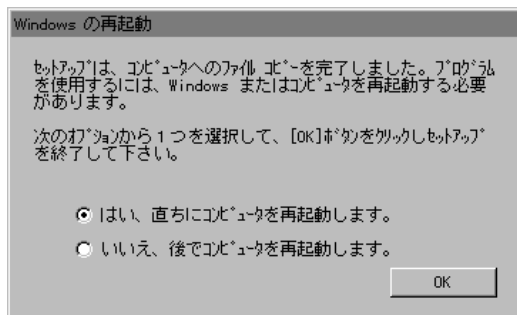 Windows の再起動
ｾｯﾄｱｯﾌﾟは、ｺﾝﾋﾟｭｰﾀへのﾌｧｲﾙ ｺﾋﾟｰを完了しました。ﾌﾟﾛｸﾞﾗﾑ
を使用するには、Windows またはｺﾝﾋﾟｭｰﾀを再起動する必要
があります。
次のｵﾌﾟｼｮﾝから１つを選択して、[OK]ﾎﾞﾀﾝをｸﾘｯｸしｾｯﾄｱｯﾌﾟ
を終了して下さい。
はい、直ちにｺﾝﾋﾟｭｰﾀを再起動します。
いいえ、後でｺﾝﾋﾟｭｰﾀを再起動します。
OK